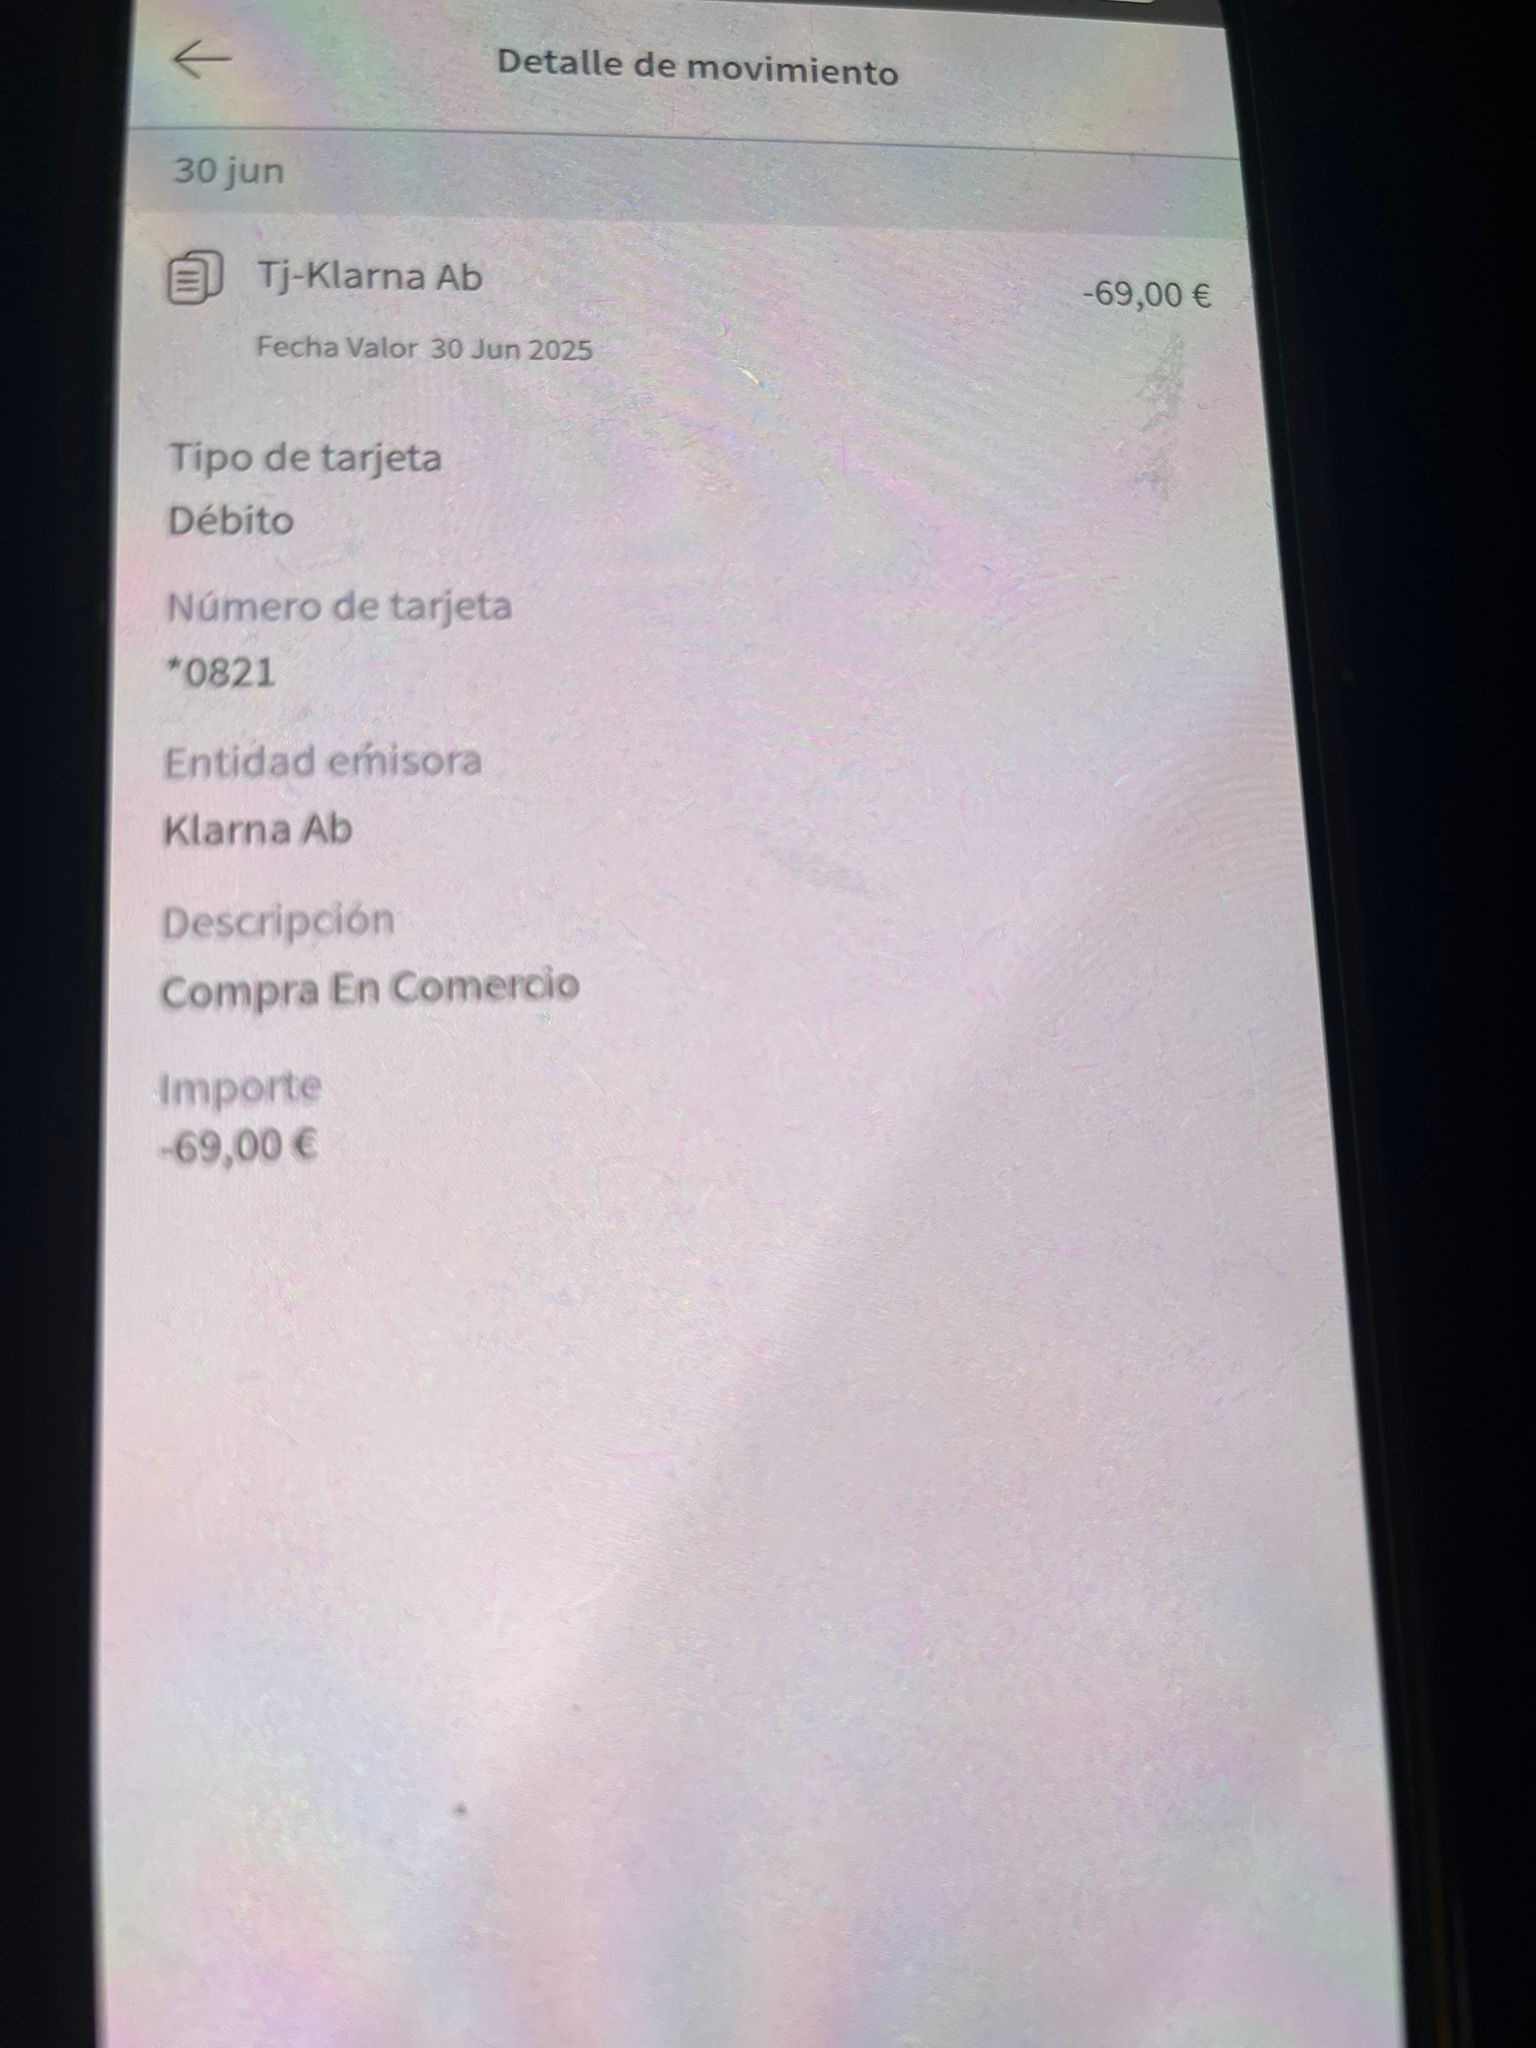 Detalle de movimiento
30 jun
Tj-Klarna Ab
-69,00 €
Fecha Valor 30 Jun 2025
Tipo de tarjeta
Débito
Número de tarjeta
*0821
Entidad emisora
Klarna Ab
Descripción
Compra En Comercio
Importe
-69,00 €